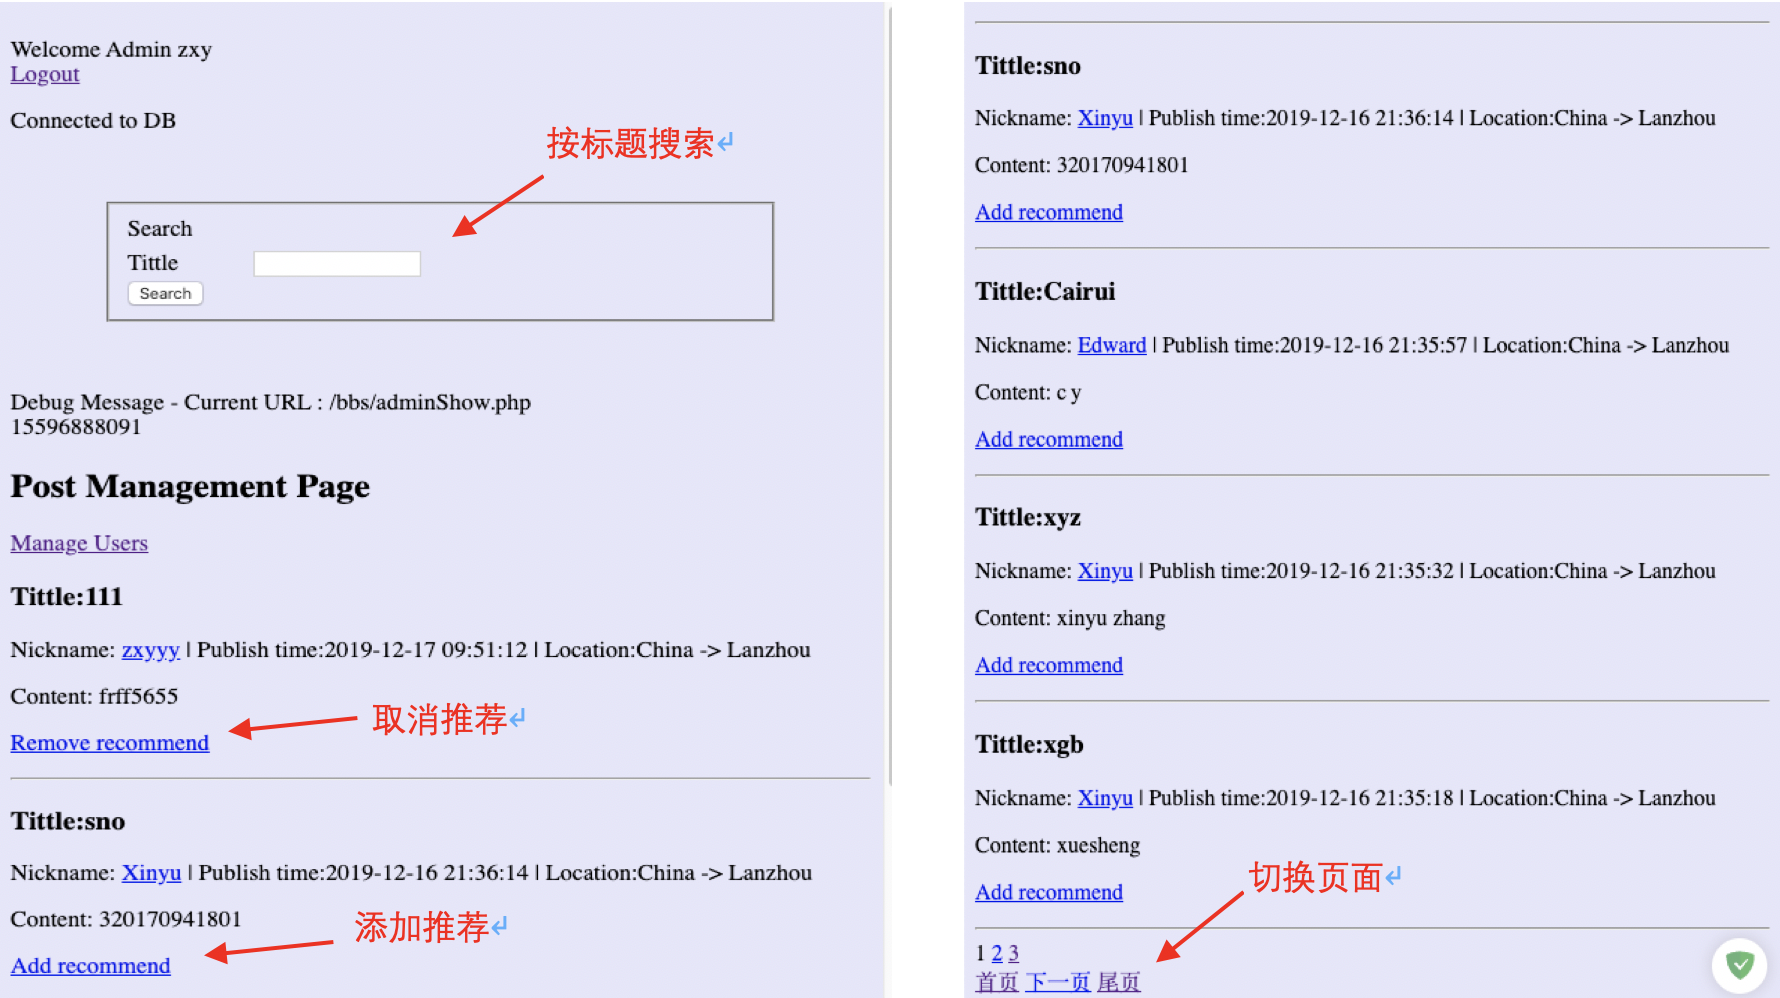 Welcome Admin zxy
Logout
Connected to DB
按标题搜索
Search
Tittle
Search
Debug Message - Current URL : /bbs/adminShow.php
15596888091
Post Management Page
Manage Users
Tittle:111
Nickname: zxyyy | Publish time:2019-12-17 09:51:12 | Location:China -> Lanzhou
Content: frff5655
取消推荐
Remove recommend
Tittle:sno
Nickname: Xinyu | Publish time:2019-12-16 21:36:14 | Location:China -> Lanzhou
Content: 320170941801
添加推荐
Add recommend
Tittle:sno
Nickname: Xinyu | Publish time:2019-12-16 21:36:14 | Location:China -> Lanzhou
Content: 320170941801
Add recommend
Tittle:Cairui
Nickname: Edward | Publish time:2019-12-16 21:35:57 | Location:China -> Lanzhou
Content: c y
Add recommend
Tittle:xyz
Nickname: Xinyu | Publish time:2019-12-16 21:35:32 | Location:China -> Lanzhou
Content: xinyu zhang
Add recommend
Tittle:xgb
Nickname: Xinyu | Publish time:2019-12-16 21:35:18 | Location:China -> Lanzhou
Content: xuesheng
切换页面
Add recommend
1 2 3
首页 下一页 尾页